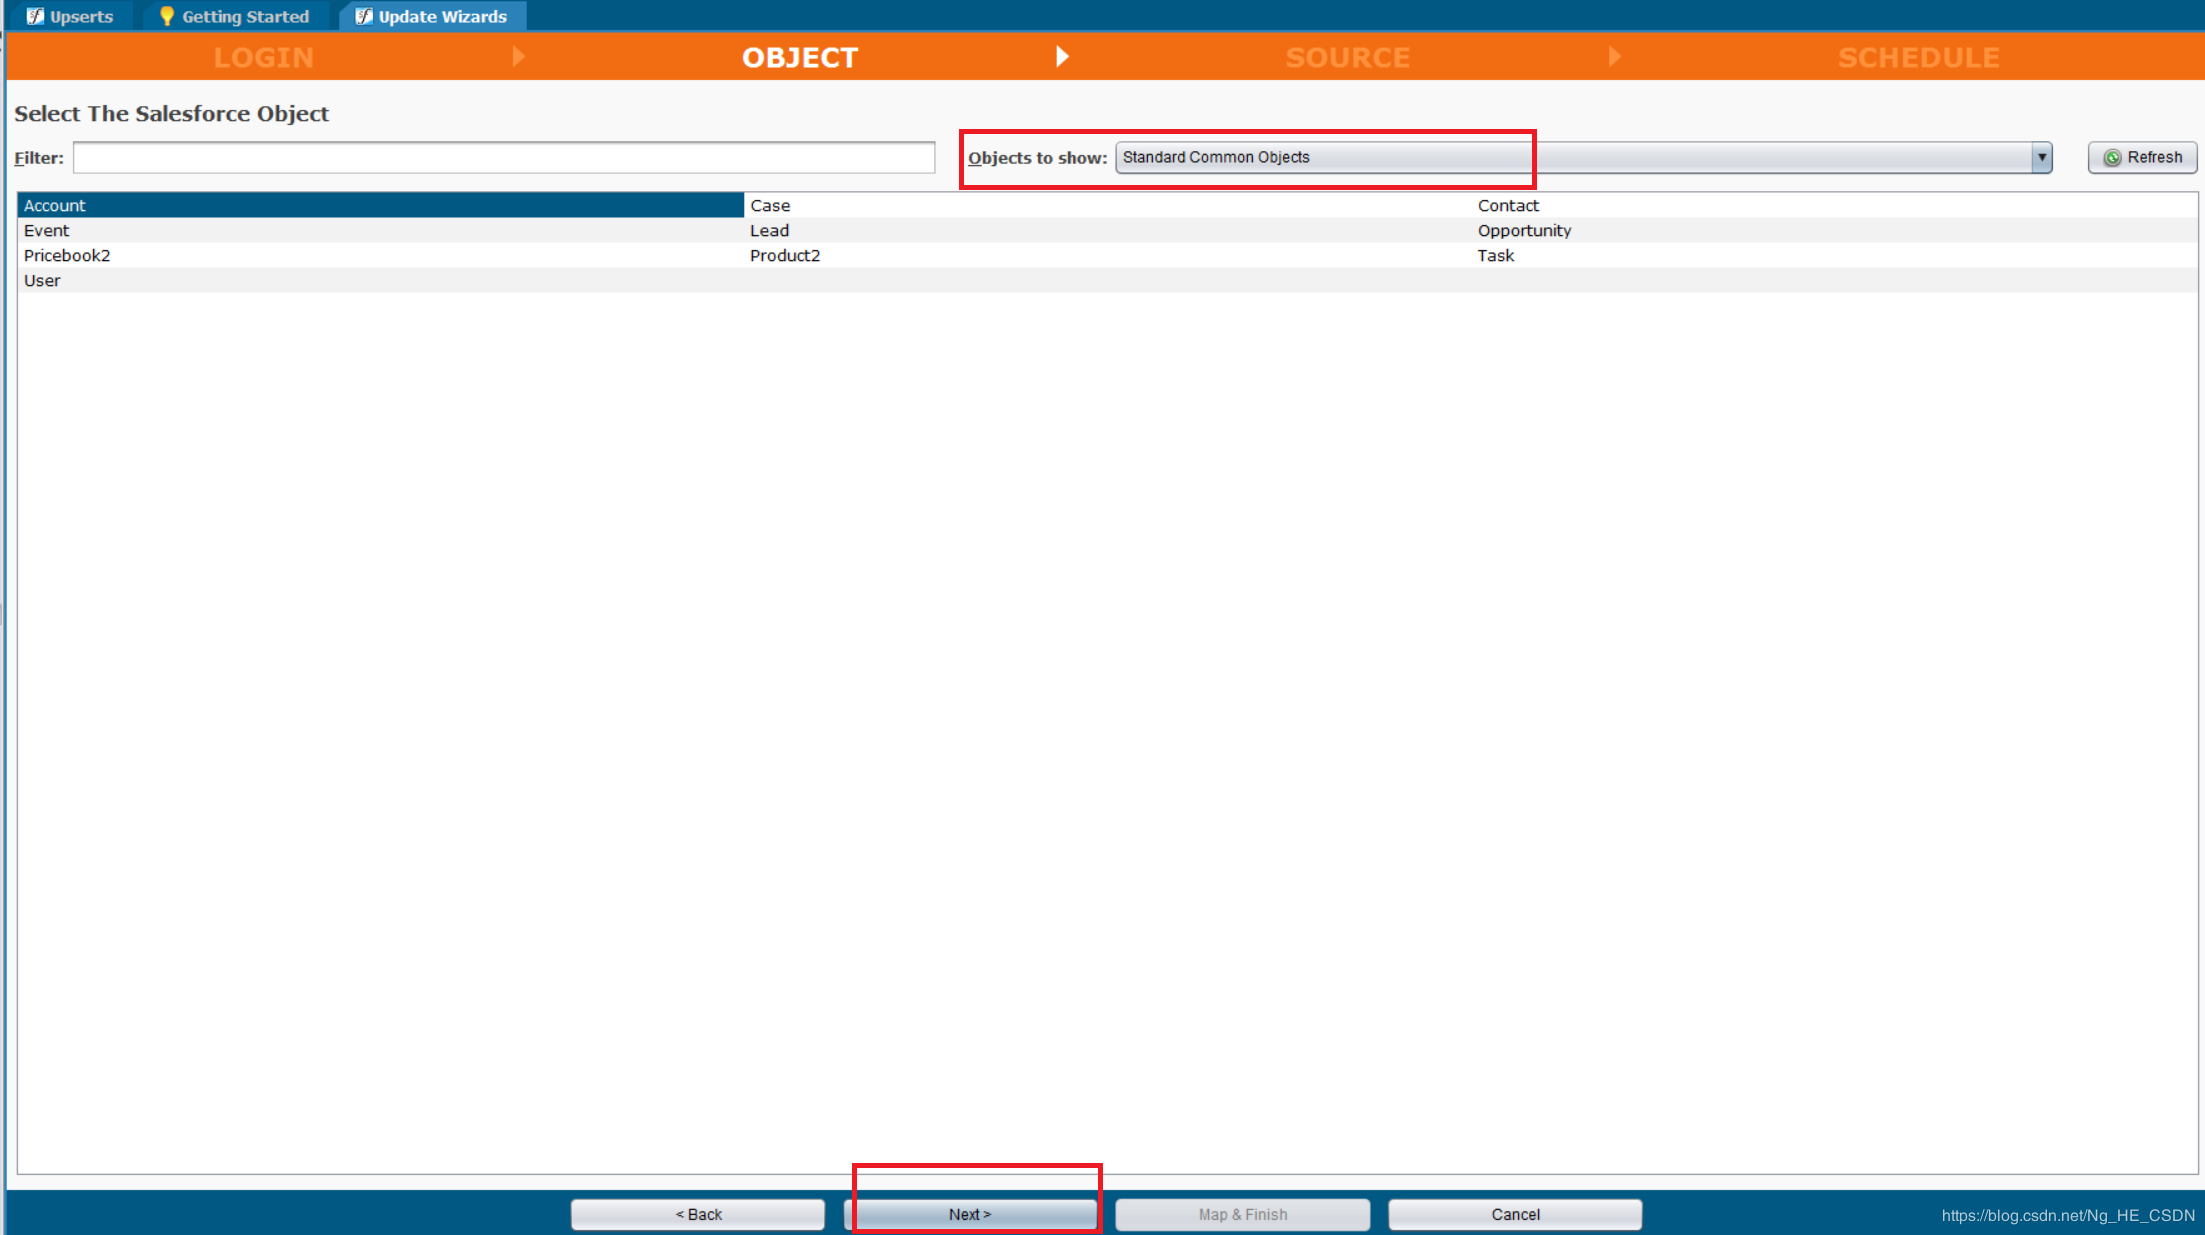 Upserts Getting Started Update Wizards
LOGIN OBJECT SOURCE SCHEDULE
Select The Salesforce Object
Filter: Objects to show: Standard Common Objects Refresh
Account Case Contact
Event Lead Opportunity
Pricebook2 Product2 Task
User
< Back Next > Map & Finish Cancel
https://blog.csdn.net/Ng_HE_CSDN